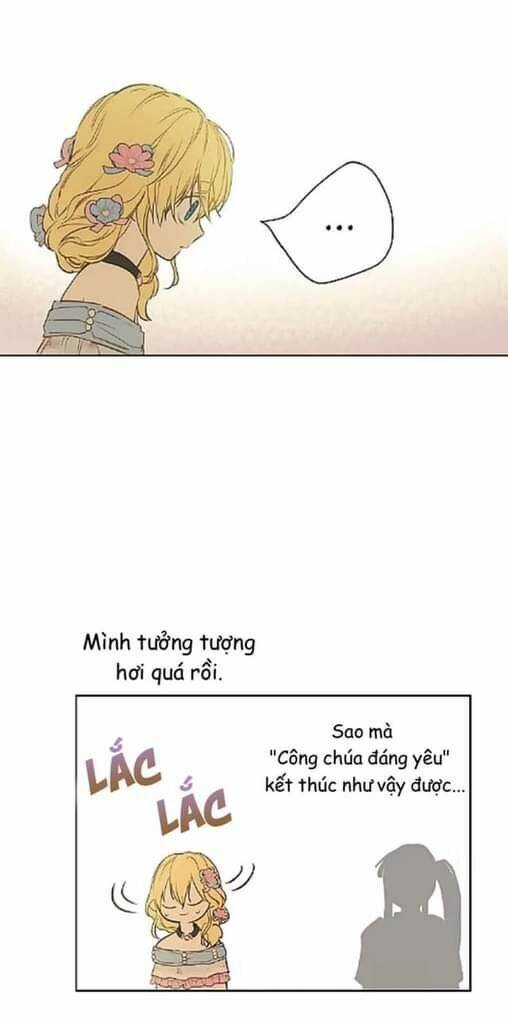 ...
Mình tưởng tượng
hơi quá rồi.
Sao mà
"Công chúa đáng yêu"
kết thúc như vậy được...
LẮC
LẮC